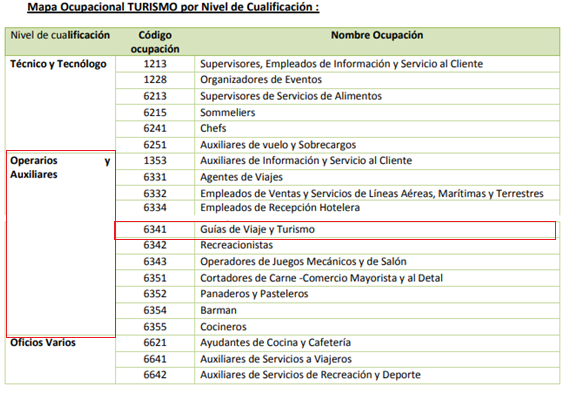 Mapa Ocupacional TURISMO por Nivel de Cualificación :
Nivel de cualificación Código ocupación Nombre Ocupación
Técnico y Tecnólogo 1213 Supervisores, Empleados de Información y Servicio al Cliente
1228 Organizadores de Eventos
6213 Supervisores de Servicios de Alimentos
6215 Sommeliers
6241 Chefs
6251 Auxiliares de vuelo y Sobrecargos
Operarios y Auxiliares 1353 Auxiliares de Información y Servicio al Cliente
6331 Agentes de Viajes
6332 Empleados de Ventas y Servicios de Líneas Aéreas, Marítimas y Terrestres
6334 Empleados de Recepción Hotelera
6341 Guías de Viaje y Turismo
6342 Recreacionistas
6343 Operadores de Juegos Mecánicos y de Salón
6351 Cortadores de Carne -Comercio Mayorista y al Detal
6352 Panaderos y Pasteleros
6354 Barman
6355 Cocineros
Oficios Varios 6621 Ayudantes de Cocina y Cafetería
6641 Auxiliares de Servicios a Viajeros
6642 Auxiliares de Servicios de Recreación y Deporte